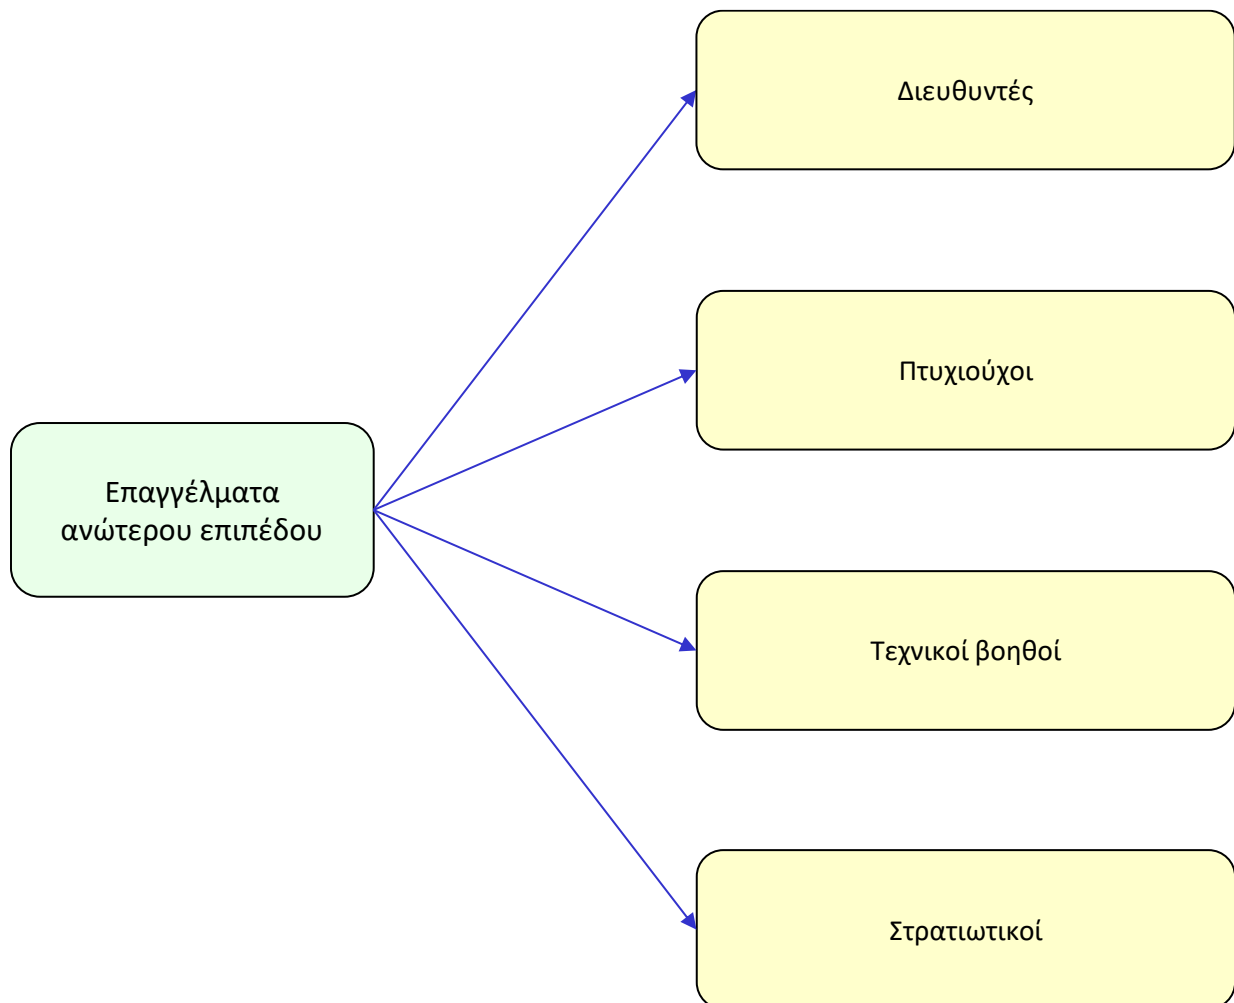 Διευθυντές
Πτυχιούχοι
Επαγγέλματα
ανώτερου επιπέδου
Τεχνικοί βοηθοί
Στρατιωτικοί